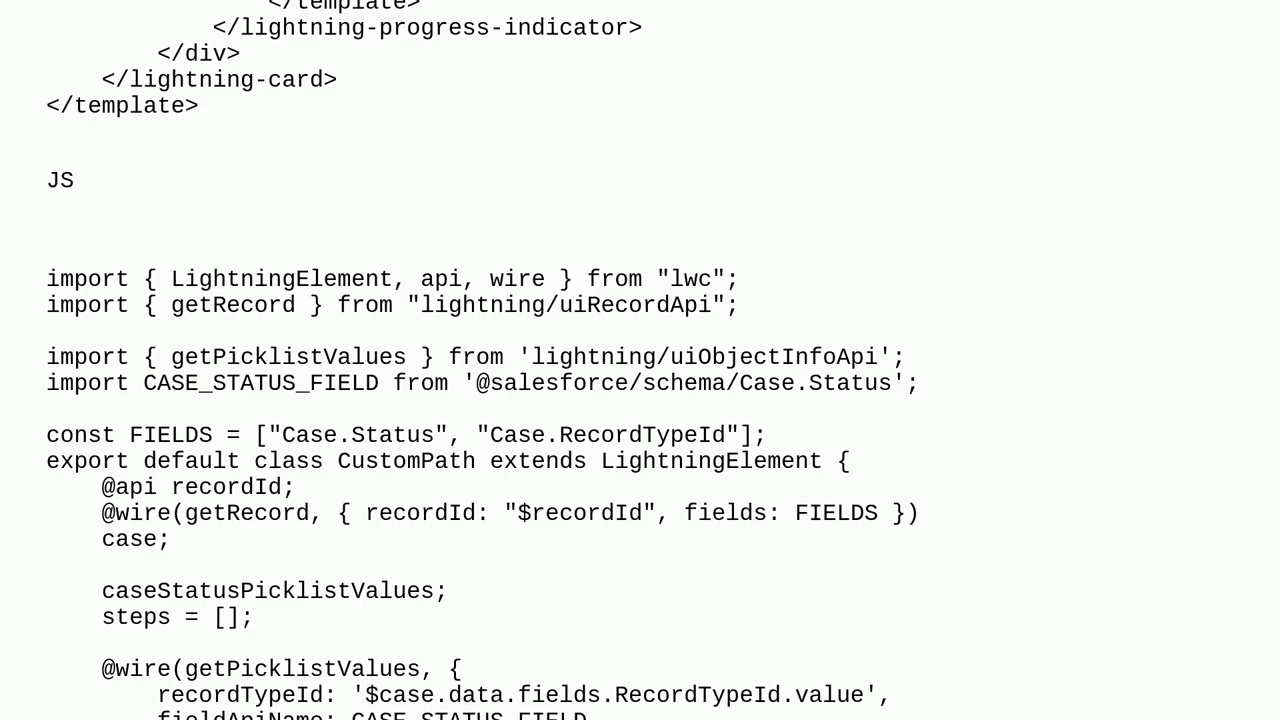 </template>
</lightning-progress-indicator>
</div>
</lightning-card>
</template>
JS
import { LightningElement, api, wire } from "lwc";
import { getRecord } from "lightning/uiRecordApi";
import { getPicklistValues } from 'lightning/uiObjectInfoApi';
import CASE_STATUS_FIELD from '@salesforce/schema/Case.Status';
const FIELDS = ["Case.Status", "Case.RecordTypeId"];
export default class CustomPath extends LightningElement {
@api recordId;
@wire(getRecord, { recordId: "$recordId", fields: FIELDS })
case;
caseStatusPicklistValues;
steps = [];
@wire(getPicklistValues, {
recordTypeId: '$case.data.fields.RecordTypeId.value',
fieldApiName: CASE_STATUS_FIELD